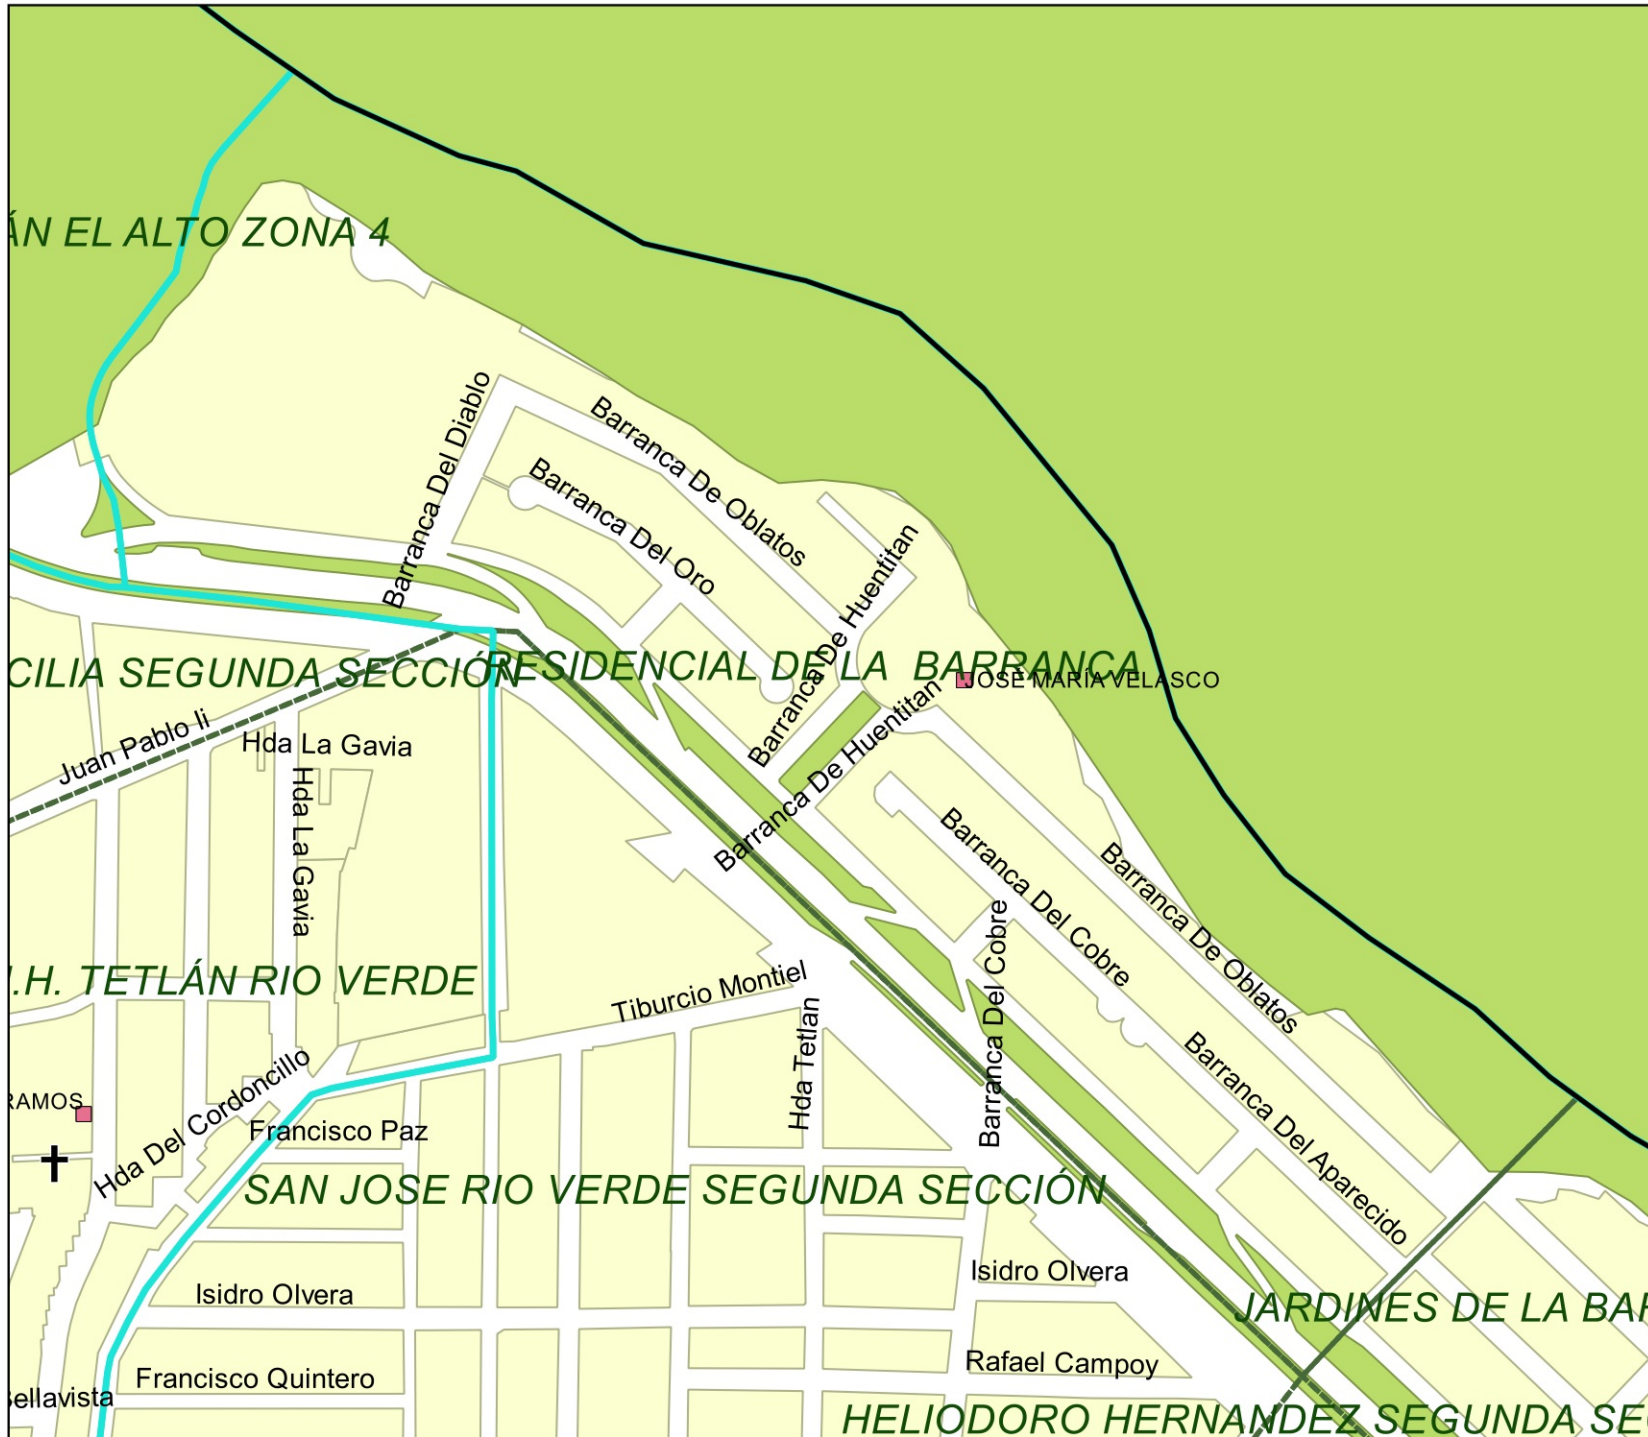 ÁN EL ALTO ZONA 4
Barranca Del Diablo
Barranca De Oblatos
Barranca Del Oro
Barranca De Huentitan
CILIA SEGUNDA SECCIÓN
RESIDENCIAL DE LA BARRANCA
JOSÉ MARÍA VELASCO
Juan Pablo Ii
Hda La Gavia
Hda La Gavia
Barranca De Huentitan
Barranca Del Cobre
Barranca De Oblatos
.H. TETLÁN RIO VERDE
Tiburcio Montiel
Hda Tetlan
Barranca Del Cobre
Barranca Del Aparecido
RAMOS
Hda Del Cordoncillo
Francisco Paz
SAN JOSE RIO VERDE SEGUNDA SECCIÓN
Isidro Olvera
Isidro Olvera
JARDINES DE LA BAR
Francisco Quintero
Rafael Campoy
Bellavista
HELIODORO HERNANDEZ SEGUNDA SEC